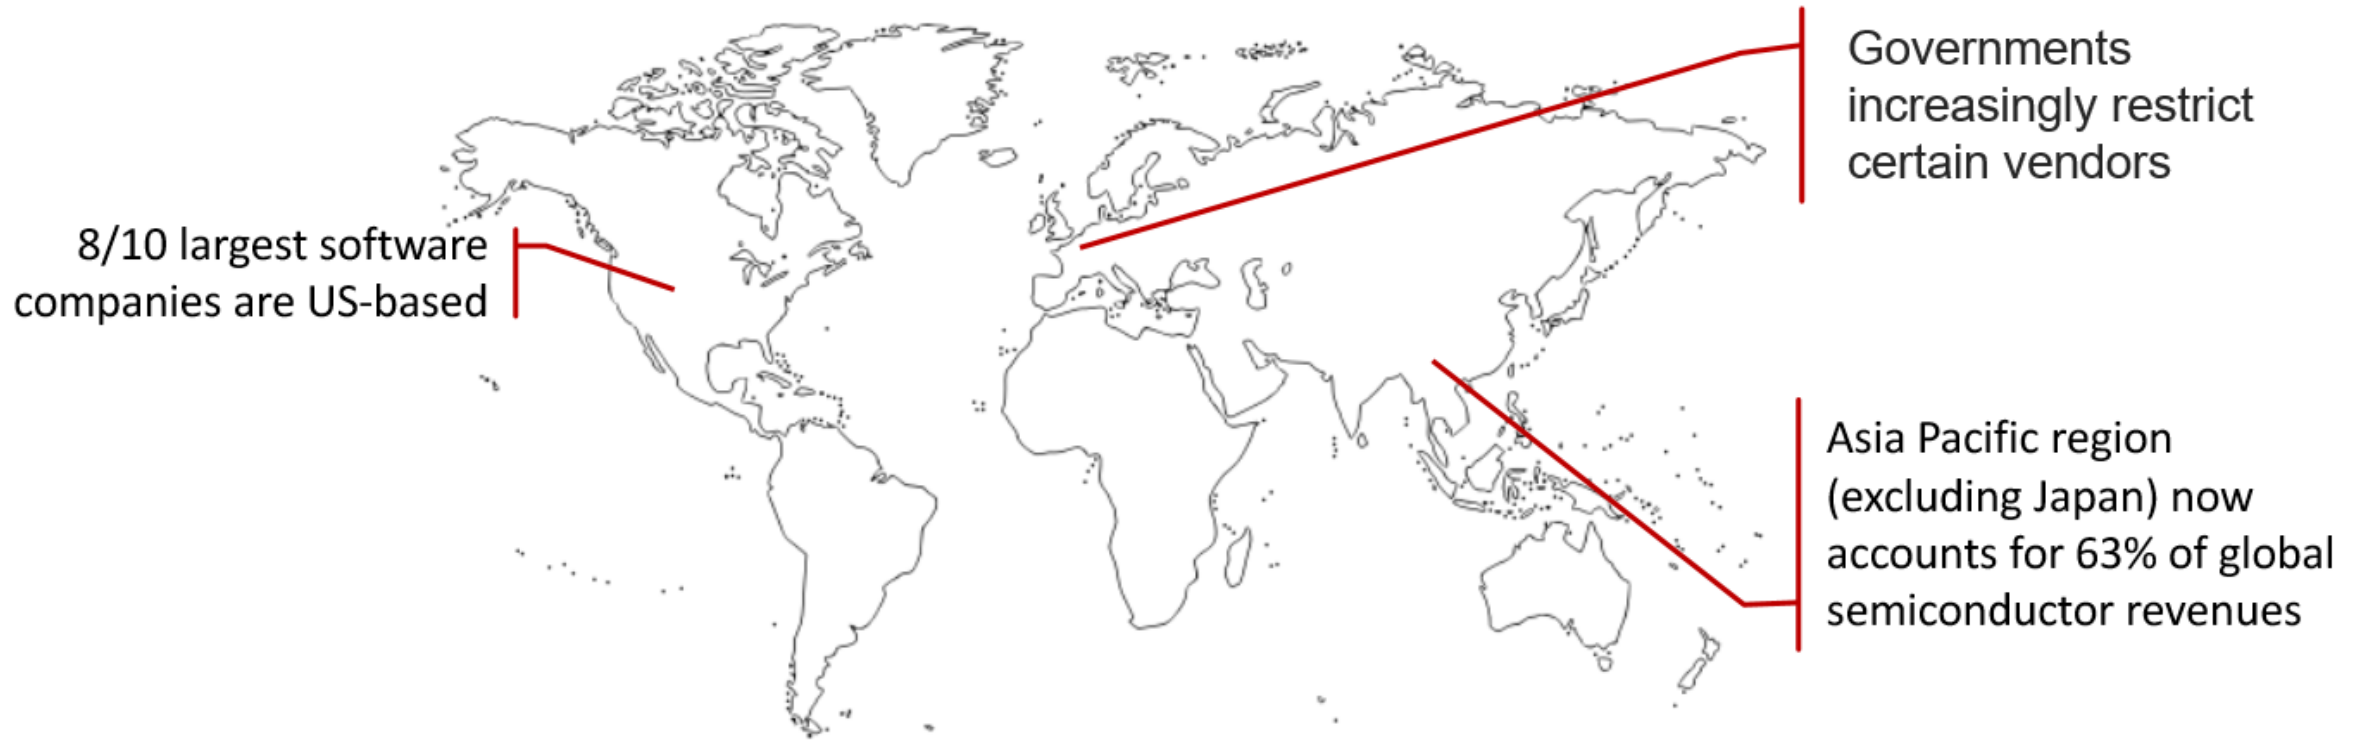 Governments
increasingly restrict
certain vendors
8/10 largest software
companies are US-based
Asia Pacific region
(excluding Japan) now
accounts for 63% of global
semiconductor revenues